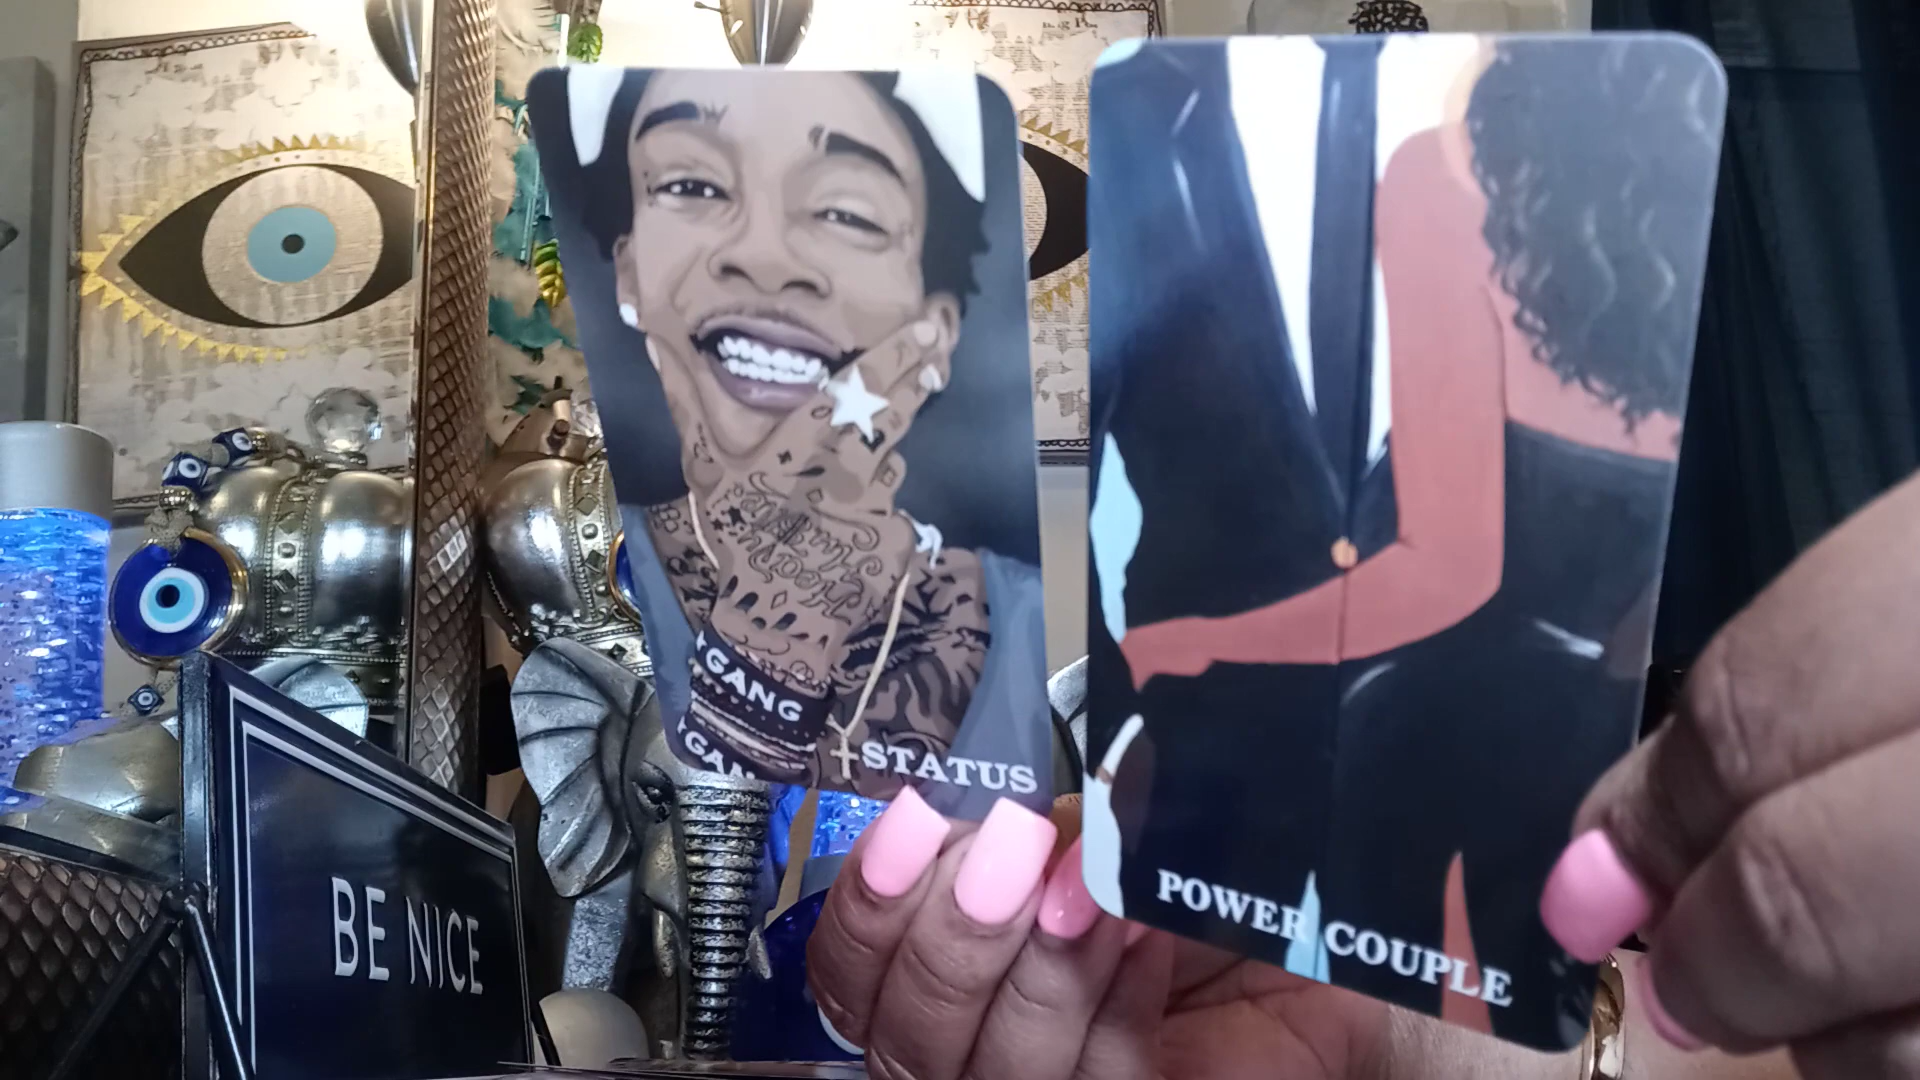 GANG
GAN
STATUS
POWER COUPLE
BE NICE